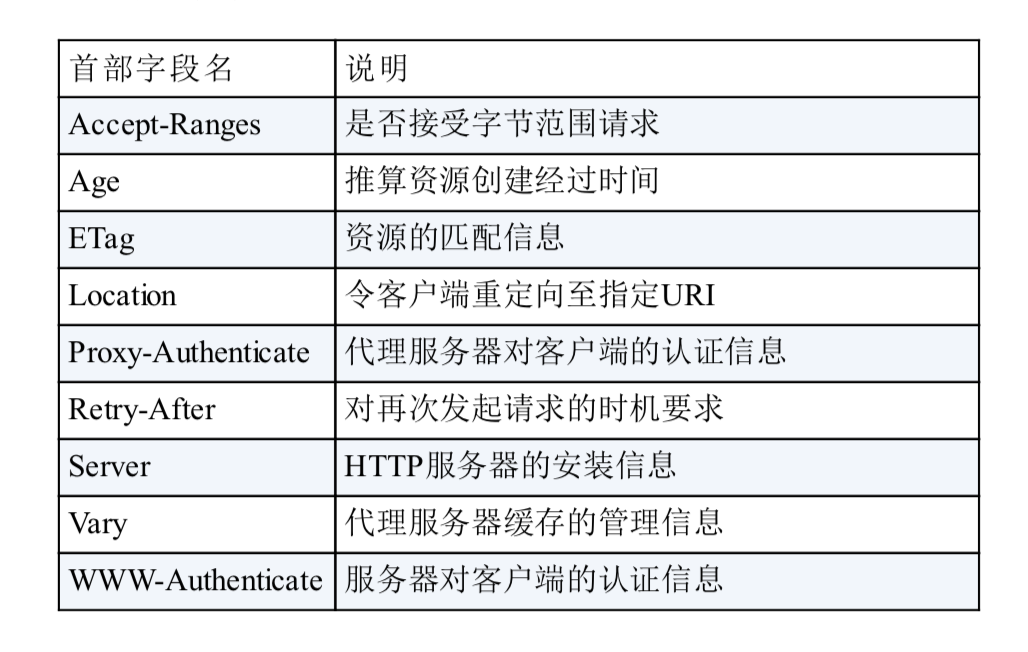 首部字段名 说明
Accept-Ranges 是否接受字节范围请求
Age 推算资源创建经过时间
ETag 资源的匹配信息
Location 令客户端重定向至指定URI
Proxy-Authenticate 代理服务器对客户端的认证信息
Retry-After 对再次发起请求的时机要求
Server HTTP服务器的安装信息
Vary 代理服务器缓存的管理信息
WWW-Authenticate 服务器对客户端的认证信息